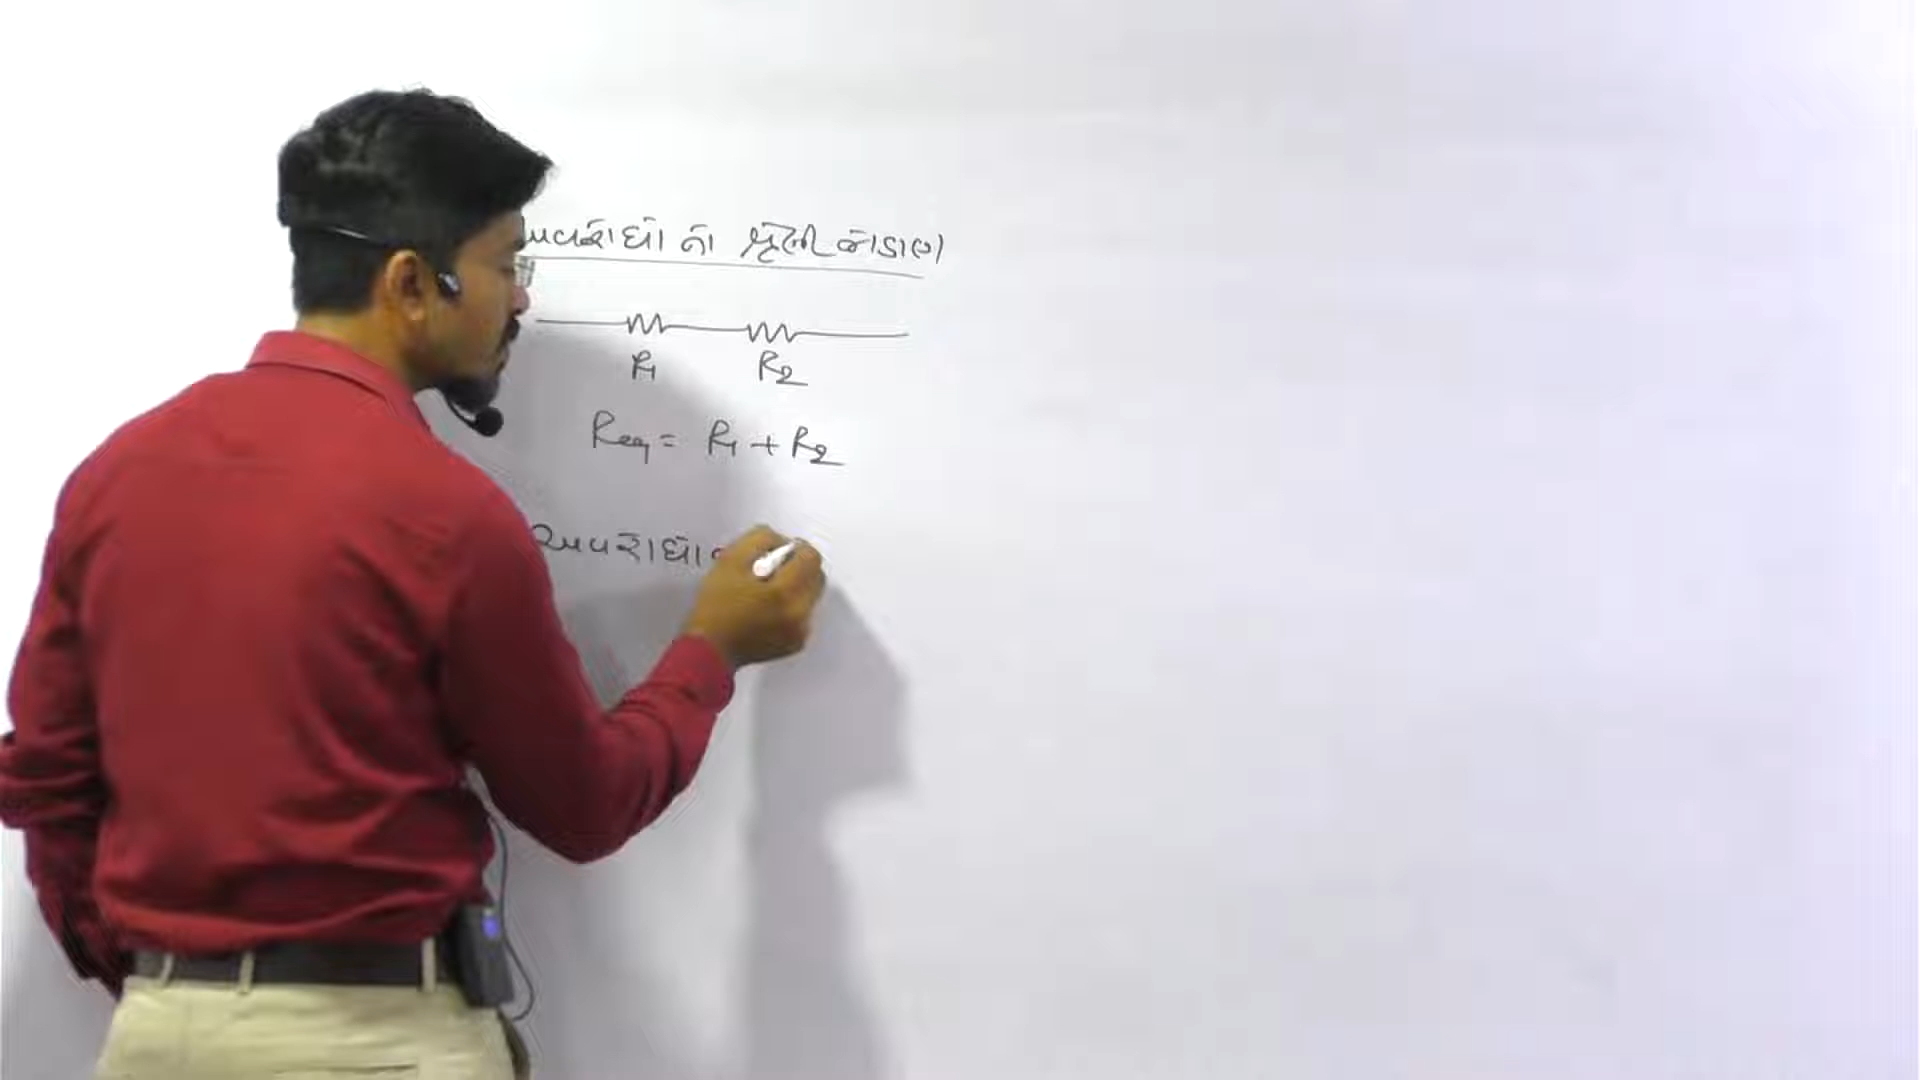 અવરોધો ના શ્રેણી જોડાણ
R1 R2
Req = R1 + R2
અવરોધો